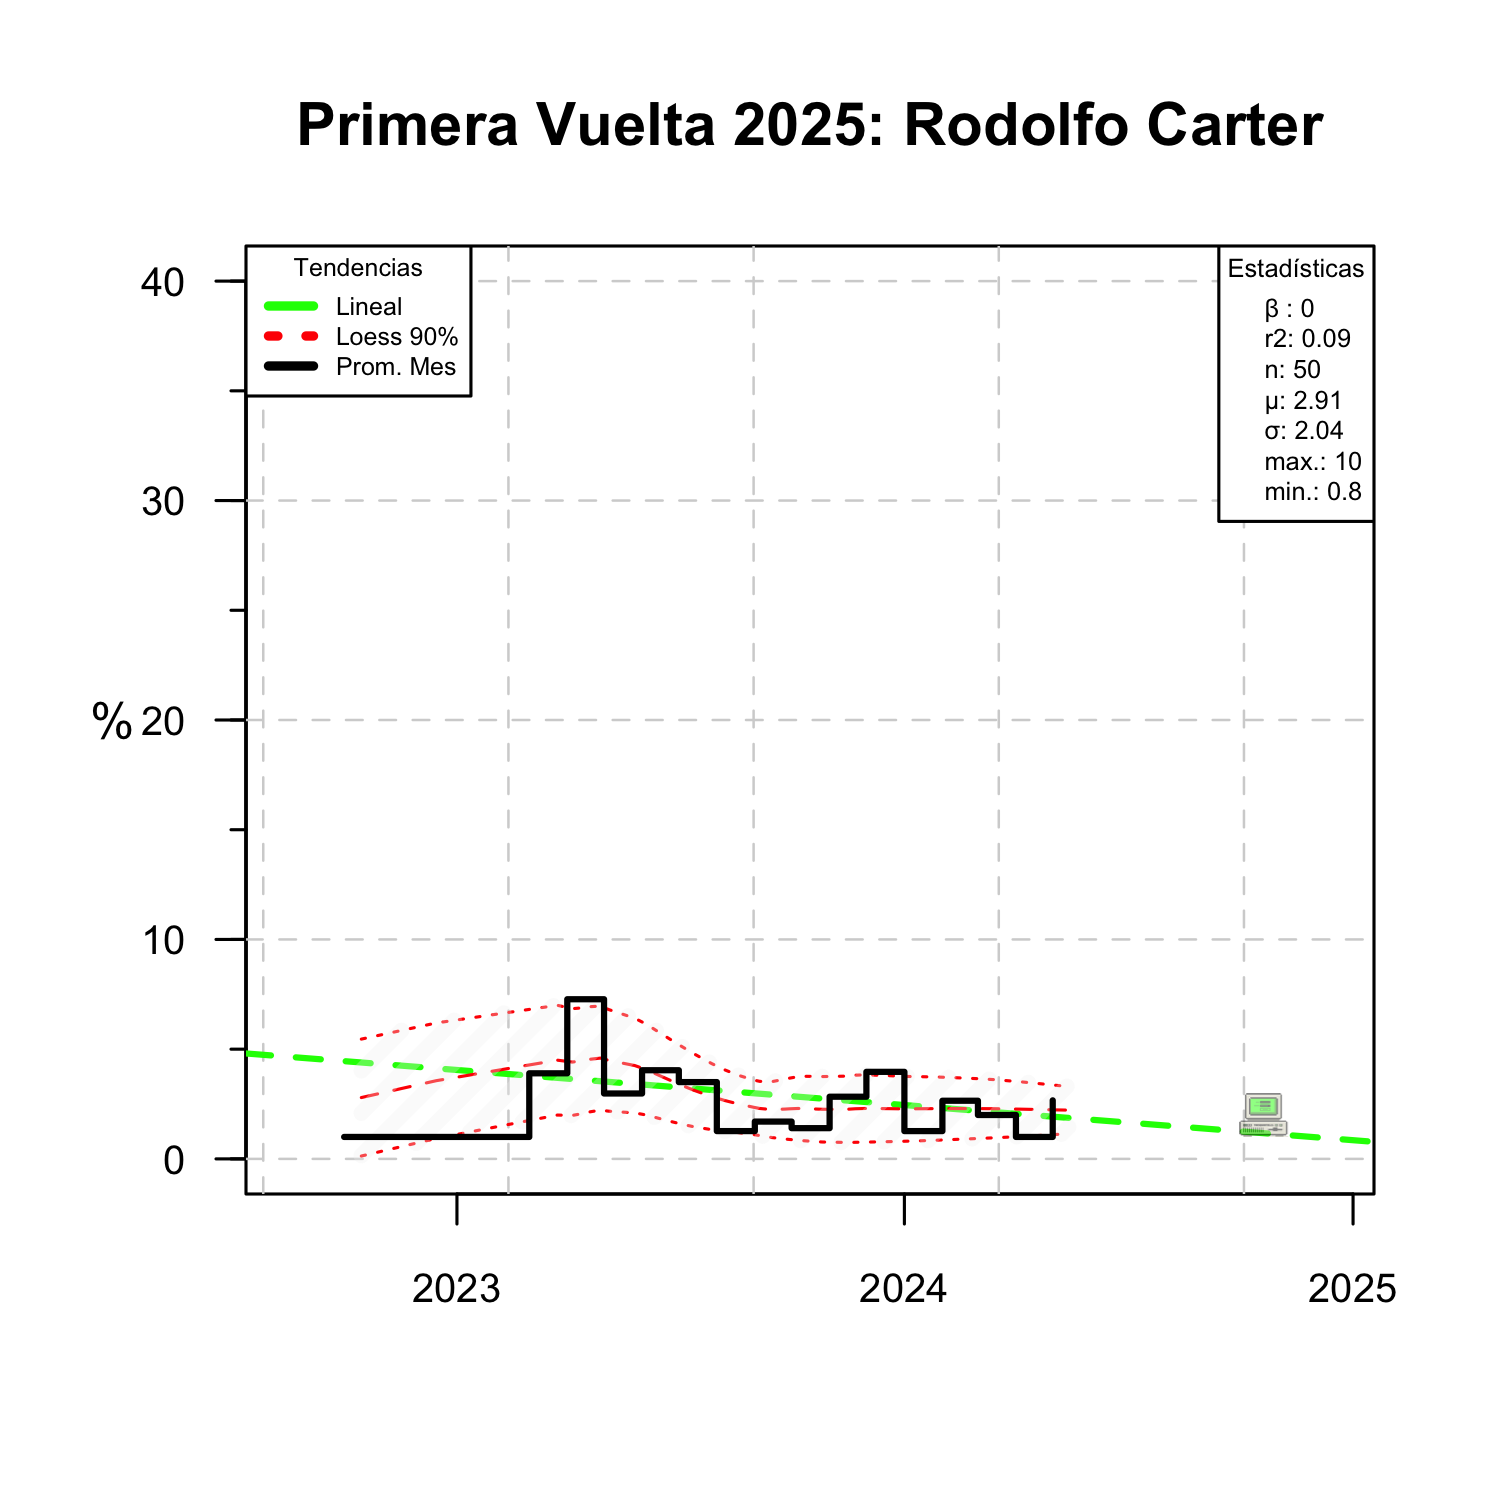 Primera Vuelta 2025: Rodolfo Carter
Tendencias
Lineal
Loess 90%
Prom. Mes
Estadísticas
β : 0
r2: 0.09
n: 50
μ: 2.91
σ: 2.04
max.: 10
min.: 0.8
40
30
%
20
10
0
2023
2024
2025